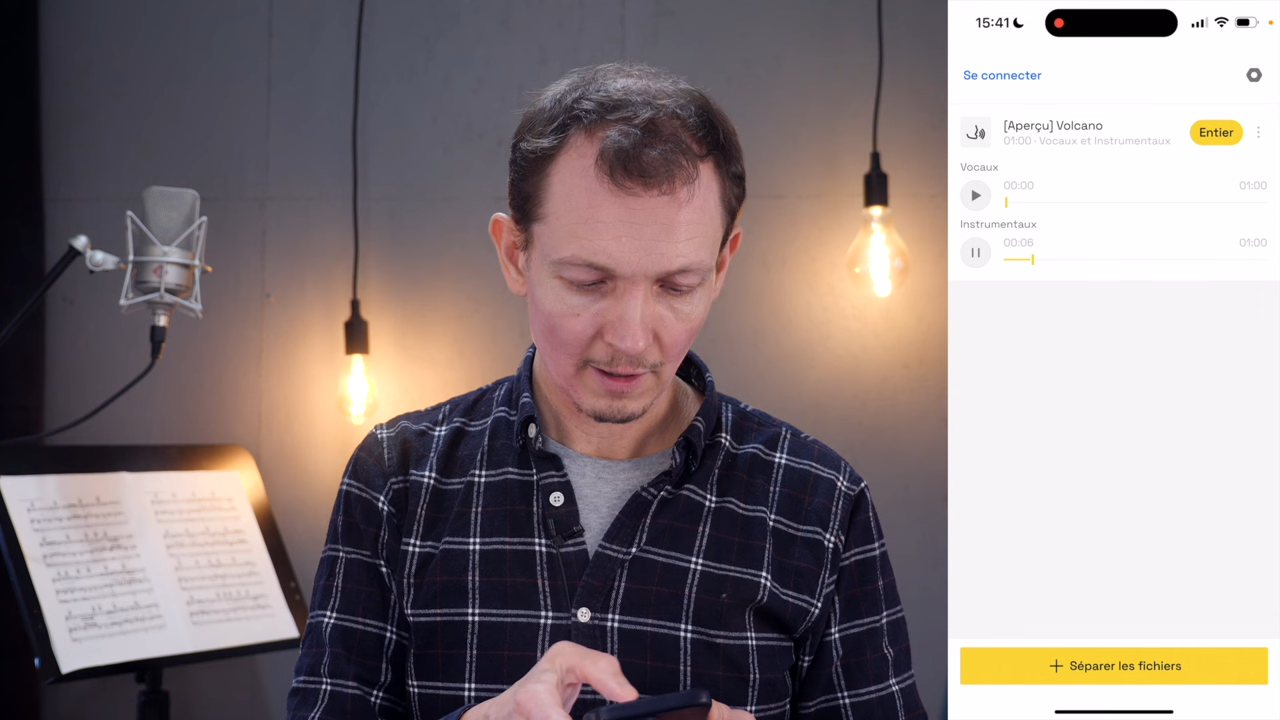 15:41
Se connecter
[Aperçu] Volcano
01:00 · Vocaux et Instrumentaux
Entier
Vocaux
00:00
01:00
Instrumentaux
00:06
01:00
+ Séparer les fichiers